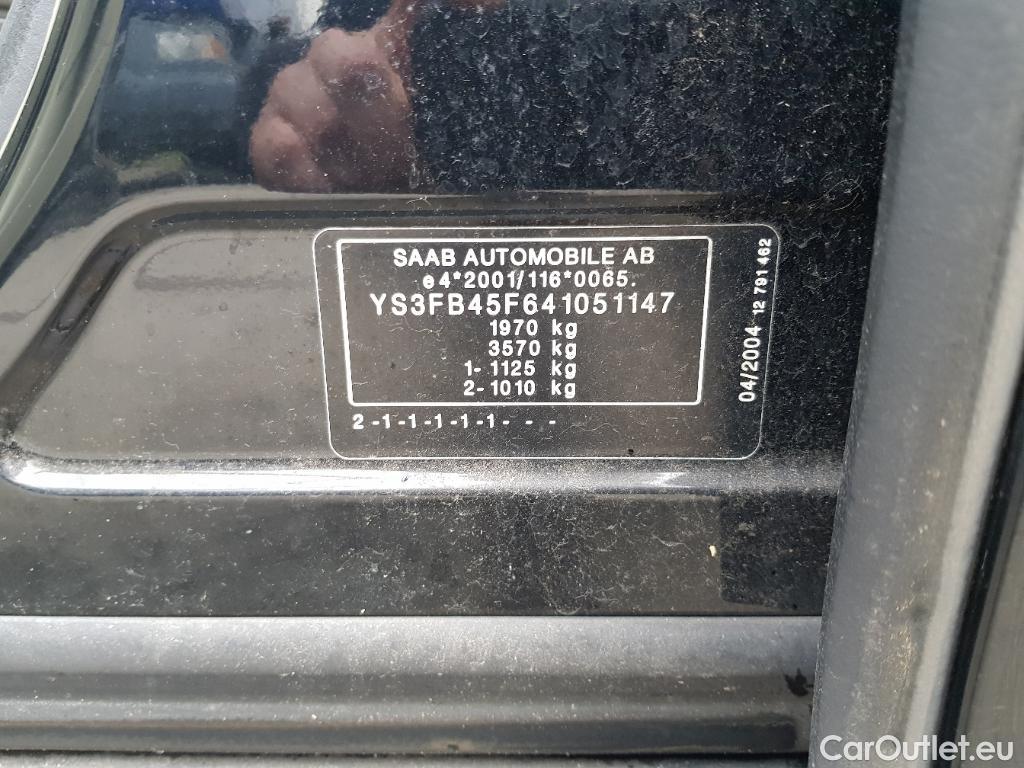 SAAB AUTOMOBILE AB
e4*2001/116*0065.
YS3FB45F641051147
1970 kg
3570 kg
1- 1125 kg
2- 1010 kg
2 -1-1-1-1-1- - -
04/2004 12 791 462
CarOutlet.eu